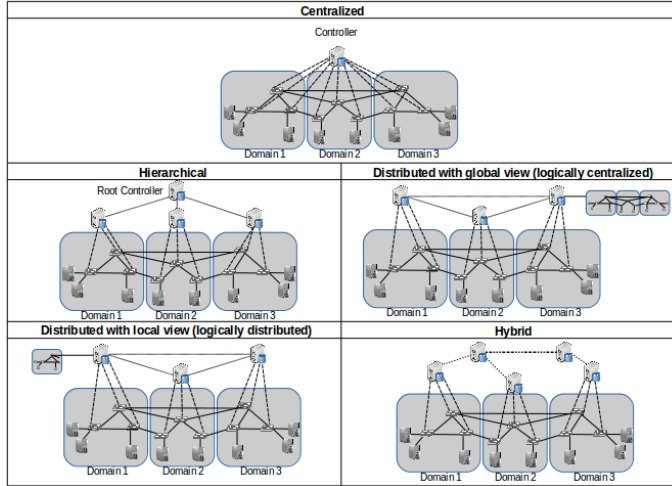 Centralized
Controller
Domain 1 Domain 2 Domain 3
Hierarchical
Root Controller
Domain 1 Domain 2 Domain 3
Distributed with global view (logically centralized)
Domain 1 Domain 2 Domain 3
Distributed with local view (logically distributed)
Domain 1 Domain 2 Domain 3
Hybrid
Domain 1 Domain 2 Domain 3